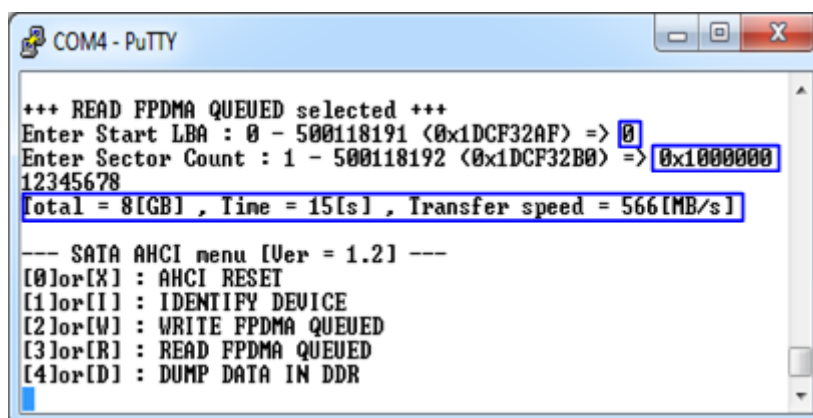 COM4 - PuTTY
+++ READ FPDMA QUEUED selected +++
Enter Start LBA : 0 - 500118191 (0x1DCF32AF) => 0
Enter Sector Count : 1 - 500118192 (0x1DCF32B0) => 0x1000000
12345678
Total = 8[GB] , Time = 15[s] , Transfer speed = 566[MB/s]
--- SATA AHCI menu [Ver = 1.2] ---
[0]or[X] : AHCI RESET
[1]or[I] : IDENTIFY DEVICE
[2]or[W] : WRITE FPDMA QUEUED
[3]or[R] : READ FPDMA QUEUED
[4]or[D] : DUMP DATA IN DDR